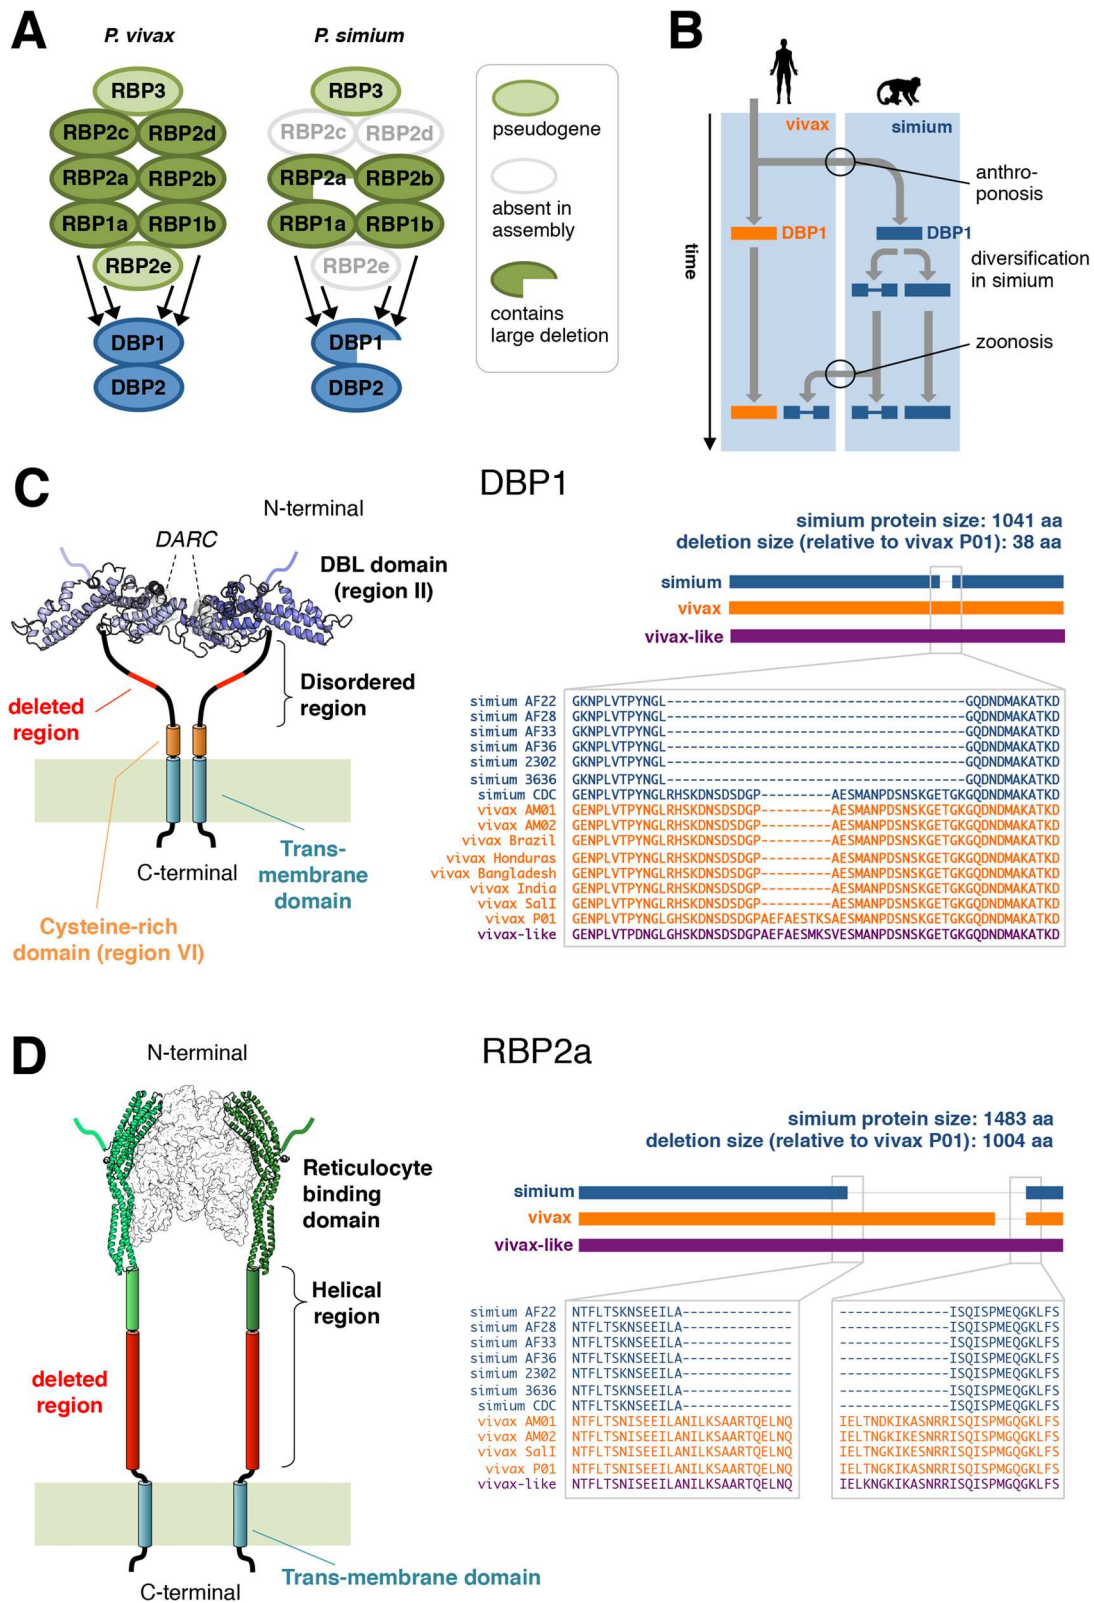 A
P. vivax
P. simium
RBP3
RBP2c
RBP2d
RBP2a
RBP2b
RBP1a
RBP1b
RBP2e
DBP1
DBP2
RBP3
RBP2c
RBP2d
RBP2a
RBP2b
RBP1a
RBP1b
RBP2e
DBP1
DBP2
pseudogene
absent in
assembly
contains
large deletion
B
vivax
simium
time
anthro-
ponosis
DBP1
DBP1
diversification
in simium
zoonosis
C
N-terminal
DARC
DBL domain
(region II)
Disordered
region
deleted
region
C-terminal
Trans-
membrane
domain
Cysteine-rich
domain (region VI)
DBP1
simium protein size: 1041 aa
deletion size (relative to vivax P01): 38 aa
simium
vivax
vivax-like
simium AF22 GKNPLVTPYNGL--------------------------------------GQDNDMAKATKD
simium AF28 GKNPLVTPYNGL--------------------------------------GQDNDMAKATKD
simium AF33 GKNPLVTPYNGL--------------------------------------GQDNDMAKATKD
simium AF36 GKNPLVTPYNGL--------------------------------------GQDNDMAKATKD
simium 2302 GKNPLVTPYNGL--------------------------------------GQDNDMAKATKD
simium 3636 GKNPLVTPYNGL--------------------------------------GQDNDMAKATKD
simium CDC GENPLVTPYNGLRHSKDNSDSDGP---------AESMANPDSNSKGETGKGQDNDMAKATKD
vivax AM01 GENPLVTPYNGLRHSKDNSDSDGP---------AESMANPDSNSKGETGKGQDNDMAKATKD
vivax AM02 GENPLVTPYNGLRHSKDNSDSDGP---------AESMANPDSNSKGETGKGQDNDMAKATKD
vivax Brazil GENPLVTPYNGLRHSKDNSDSDGP---------AESMANPDSNSKGETGKGQDNDMAKATKD
vivax Honduras GENPLVTPYNGLRHSKDNSDSDGP---------AESMANPDSNSKGETGKGQDNDMAKATKD
vivax Bangladesh GENPLVTPYNGLRHSKDNSDSDGP---------AESMANPDSNSKGETGKGQDNDMAKATKD
vivax India GENPLVTPYNGLRHSKDNSDSDGP---------AESMANPDSNSKGETGKGQDNDMAKATKD
vivax SalI GENPLVTPYNGLRHSKDNSDSDGP---------AESMANPDSNSKGETGKGQDNDMAKATKD
vivax P01 GENPLVTPYNGLGHSKDNSDSDGPAEFAESTKSAESMANPDSNSKGETGKGQDNDMAKATKD
vivax-like GENPLVTPDNGLGHSKDNSDSDGPAEFAESMKSVESMANPDSNSKGETGKGQDNDMAKATKD
D
N-terminal
Reticulocyte
binding
domain
Helical
region
deleted
region
Trans-membrane domain
C-terminal
RBP2a
simium protein size: 1483 aa
deletion size (relative to vivax P01): 1004 aa
simium
vivax
vivax-like
simium AF22 NTFLTSKNSEEILA-------------- --------------ISQISPMEQGKLFS
simium AF28 NTFLTSKNSEEILA-------------- --------------ISQISPMEQGKLFS
simium AF33 NTFLTSKNSEEILA-------------- --------------ISQISPMEQGKLFS
simium AF36 NTFLTSKNSEEILA-------------- --------------ISQISPMEQGKLFS
simium 2302 NTFLTSKNSEEILA-------------- --------------ISQISPMEQGKLFS
simium 3636 NTFLTSKNSEEILA-------------- --------------ISQISPMEQGKLFS
simium CDC NTFLTSKNSEEILA-------------- --------------ISQISPMEQGKLFS
vivax AM01 NTFLTSNISEEILANILKSAARTQELNQ IELTNDKIKASNRRISQISPMGQGKLFS
vivax AM02 NTFLTSNISEEILANILKSAARTQELNQ IELTNGKIKESNRRISQISPMGQGKLFS
vivax SalI NTFLTSNISEEILANILKSAARTQELNQ IELTNGKIKASNRRISQISPMGQGKLFS
vivax P01 NTFLTSNISEEILANILKSAARTQELNQ IELTNGKIKASNRRISQISPMGQGKLFS
vivax-like NTFLTSNISEEILANILKSAARTQELNQ IELKNGKIKASNRRISQISPMGQGKLFS